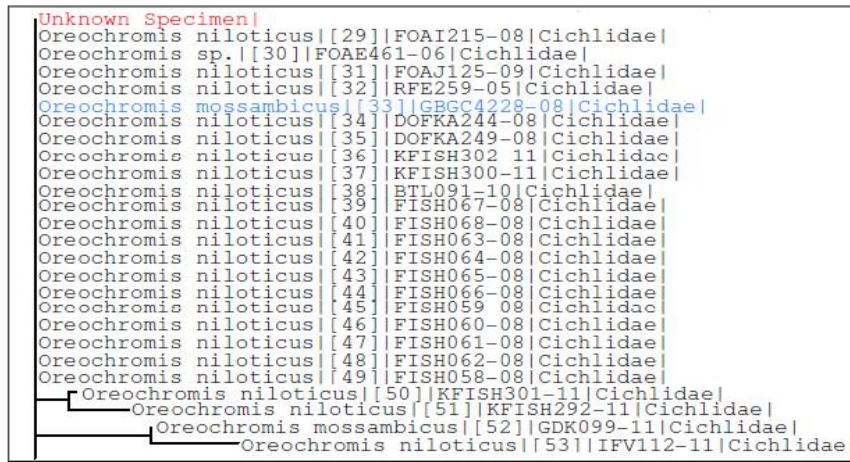 Unknown Specimen|
Oreochromis niloticus|[29]|FOAI215-08|Cichlidae|
Oreochromis sp.|[30]|FOAE461-06|Cichlidae|
Oreochromis niloticus|[31]|FOAJ125-09|Cichlidae|
Oreochromis niloticus|[32]|RFE259-05|Cichlidae|
Oreochromis mossambicus|[33]|GBGC4228-08|Cichlidae|
Oreochromis niloticus|[34]|DOFKA244-08|Cichlidae|
Oreochromis niloticus|[35]|DOFKA249-08|Cichlidae|
Oreochromis niloticus|[36]|KFISH302 11|Cichlidae|
Oreochromis niloticus|[37]|KFISH300-11|Cichlidae|
Oreochromis niloticus|[38]|BTL091-10|Cichlidae|
Oreochromis niloticus|[39]|FISH067-08|Cichlidae|
Oreochromis niloticus|[40]|FISH068-08|Cichlidae|
Oreochromis niloticus|[41]|FISH063-08|Cichlidae|
Oreochromis niloticus|[42]|FISH064-08|Cichlidae|
Oreochromis niloticus|[43]|FISH065-08|Cichlidae|
Oreochromis niloticus|[44]|FISH066-08|Cichlidae|
Oreochromis niloticus|[45]|FISH059 08|Cichlidae|
Oreochromis niloticus|[46]|FISH060-08|Cichlidae|
Oreochromis niloticus|[47]|FISH061-08|Cichlidae|
Oreochromis niloticus|[48]|FISH062-08|Cichlidae|
Oreochromis niloticus|[49]|FISH058-08|Cichlidae|
Oreochromis niloticus|[50]|KFISH301-11|Cichlidae|
Oreochromis niloticus|[51]|KFISH292-11|Cichlidae|
Oreochromis mossambicus|[52]|GDK099-11|Cichlidae|
Oreochromis niloticus|[53]|IFV112-11|Cichlidae